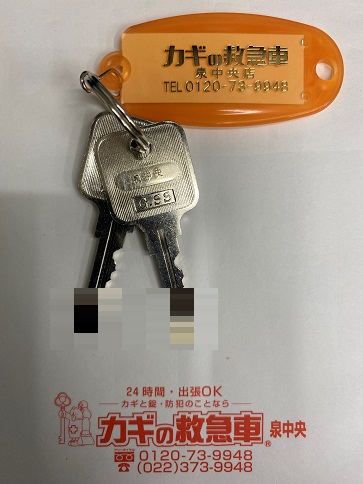 カギの救急車
泉中央店
TEL 0120-73-9948
G.99
24時間・出張OK
カギと錠・防犯のことなら
カギの救急車® 泉中央
0120-73-9948
(022)373-9948